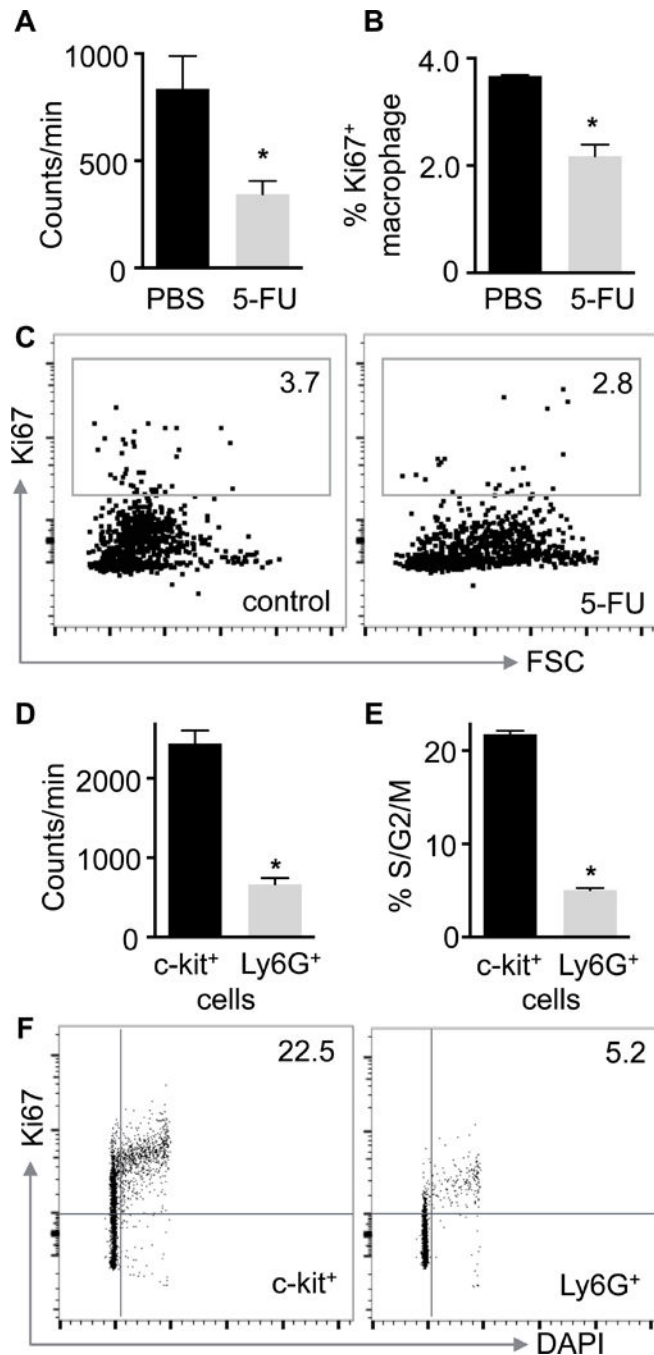 A
Counts/min
1000
500
0
*
PBS 5-FU
B
% Ki67+
macrophage
4.0
2.0
0
*
PBS 5-FU
C
Ki67
3.7
control
2.8
5-FU
FSC
D
Counts/min
2000
1000
0
*
c-kit+ Ly6G+
cells
E
% S/G2/M
20
10
0
*
c-kit+ Ly6G+
cells
F
Ki67
22.5
c-kit+
5.2
Ly6G+
DAPI